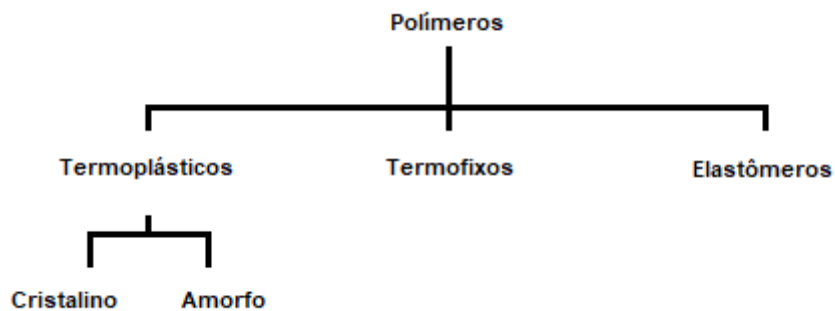 Polímeros
Termoplásticos Termofixos Elastômeros
Cristalino Amorfo